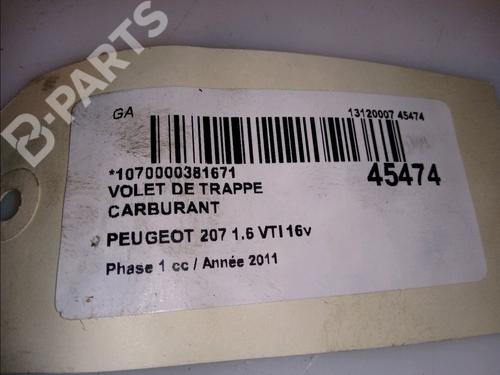 B-PARTS
GA
13120007 45474
*1070000381671
45474
VOLET DE TRAPPE
CARBURANT
PEUGEOT 207 1.6 VTI 16v
Phase 1 cc / Année 2011